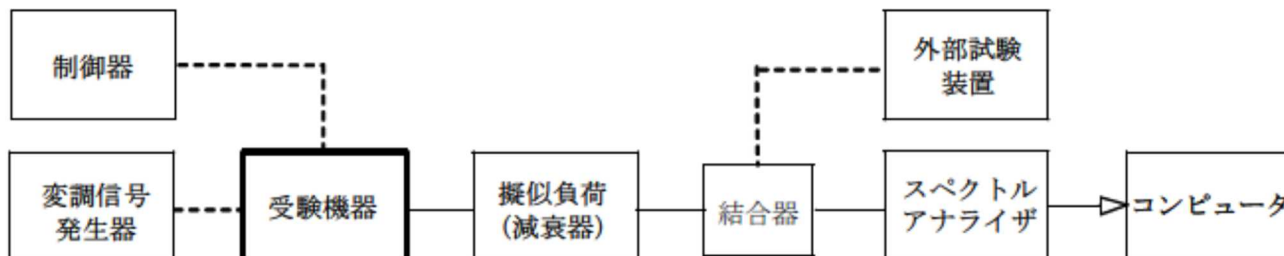 制御器
外部試験
装置
変調信号
発生器
受験機器
擬似負荷
(減衰器)
結合器
スペクトル
アナライザ
コンピュータ